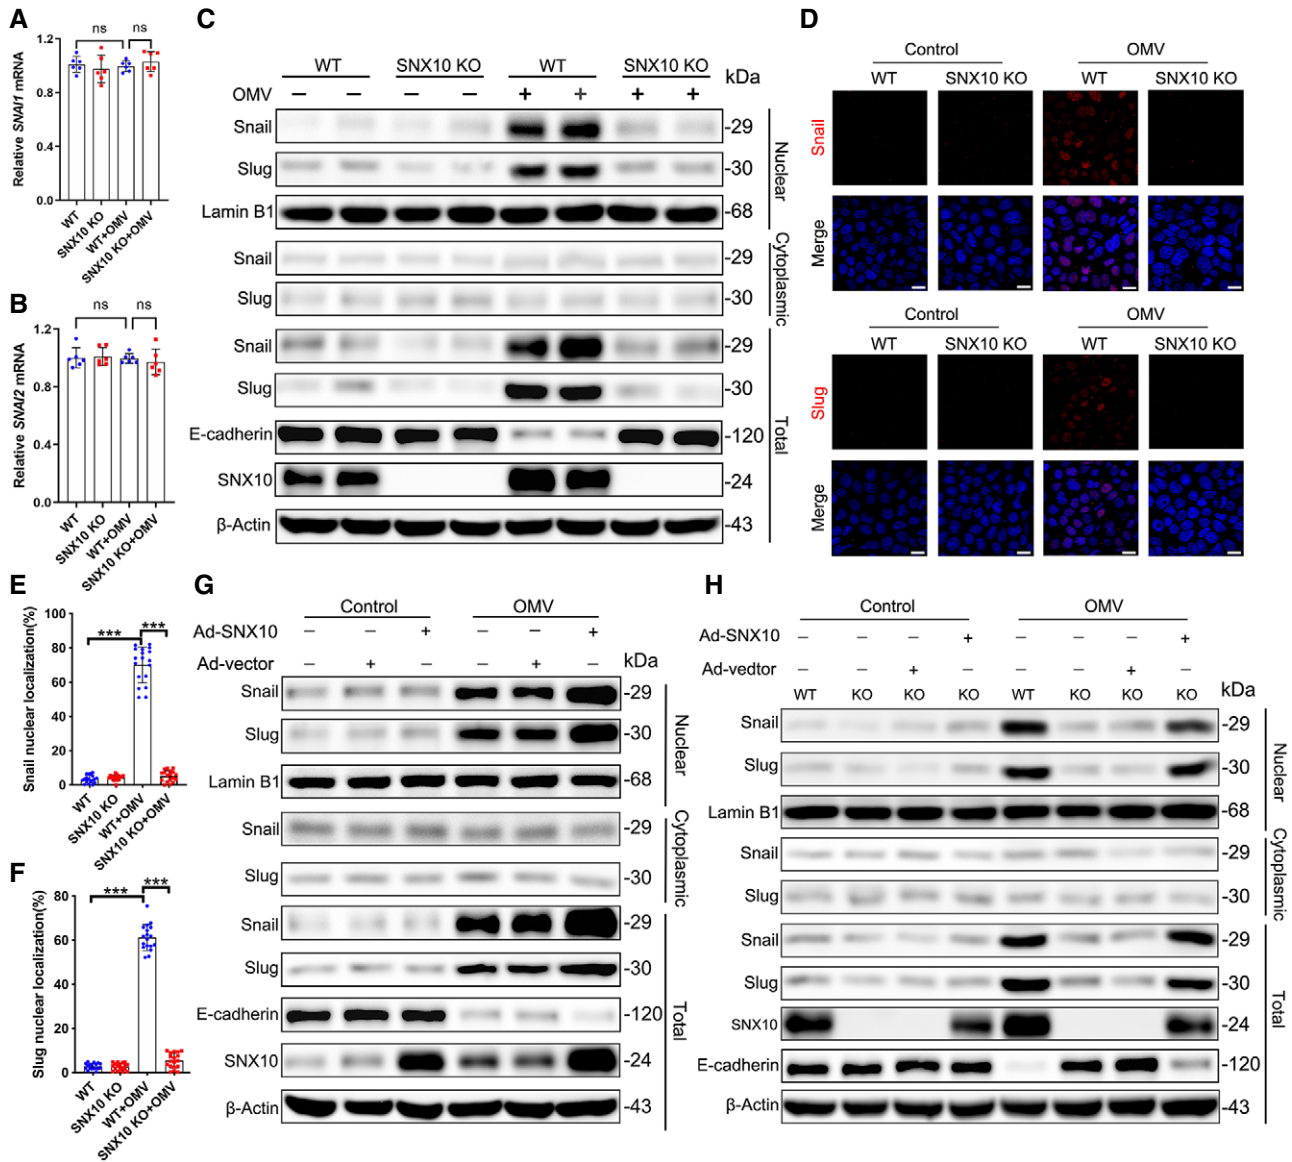 A
ns
ns
Relative SNAI1 mRNA
1.2
0.8
0.4
0.0
WT
SNX10 KO
WT+OMV
SNX10 KO+OMV
B
ns
ns
Relative SNAI2 mRNA
1.2
0.8
0.4
0.0
WT
SNX10 KO
WT+OMV
SNX10 KO+OMV
C
WT SNX10 KO WT SNX10 KO kDa
OMV − − − − + + + +
Snail -29
Slug -30
Lamin B1 -68
Nuclear
Snail -29
Slug -30
Cytoplasmic
Snail -29
Slug -30
E-cadherin -120
SNX10 -24
β-Actin -43
Total
D
Control OMV
WT SNX10 KO WT SNX10 KO
Snail
Merge
Control OMV
WT SNX10 KO WT SNX10 KO
Slug
Merge
E
Snail nuclear localization(%)
100
80
60
40
20
0
***
***
WT
SNX10 KO
WT+OMV
SNX10 KO+OMV
F
Slug nuclear localization(%)
80
60
40
20
0
***
***
WT
SNX10 KO
WT+OMV
SNX10 KO+OMV
G
Control OMV
Ad-SNX10 − − + − − +
Ad-vector − + − − + − kDa
Snail -29
Slug -30
Lamin B1 -68
Nuclear
Snail -29
Slug -30
Cytoplasmic
Snail -29
Slug -30
E-cadherin -120
SNX10 -24
β-Actin -43
Total
H
Control OMV
Ad-SNX10 − − − + − − − +
Ad-vedtor − − + − − − + −
WT KO KO KO WT KO KO KO kDa
Snail -29
Slug -30
Lamin B1 -68
Nuclear
Snail -29
Slug -30
Cytoplasmic
Snail -29
Slug -30
SNX10 -24
E-cadherin -120
β-Actin -43
Total